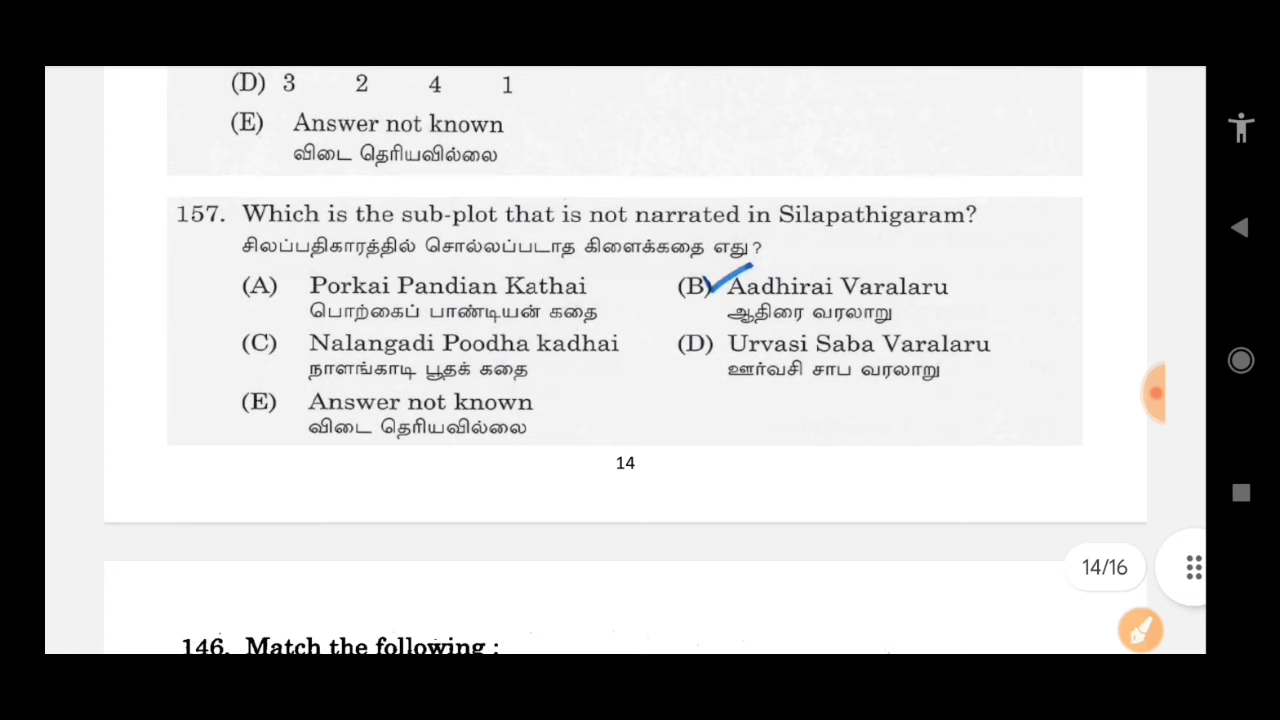 (D) 3 2 4 1
(E) Answer not known
விடை தெரியவில்லை
157. Which is the sub-plot that is not narrated in Silapathigaram?
சிலப்பதிகாரத்தில் சொல்லப்படாத கிளைக்கதை எது ?
(A) Porkai Pandian Kathai (B) Aadhirai Varalaru
பொற்கைப் பாண்டியன் கதை ஆதிரை வரலாறு
(C) Nalangadi Poodha kadhai (D) Urvasi Saba Varalaru
நாளங்காடி பூதக் கதை ஊர்வசி சாப வரலாறு
(E) Answer not known
விடை தெரியவில்லை
14
14/16
146. Match the following :